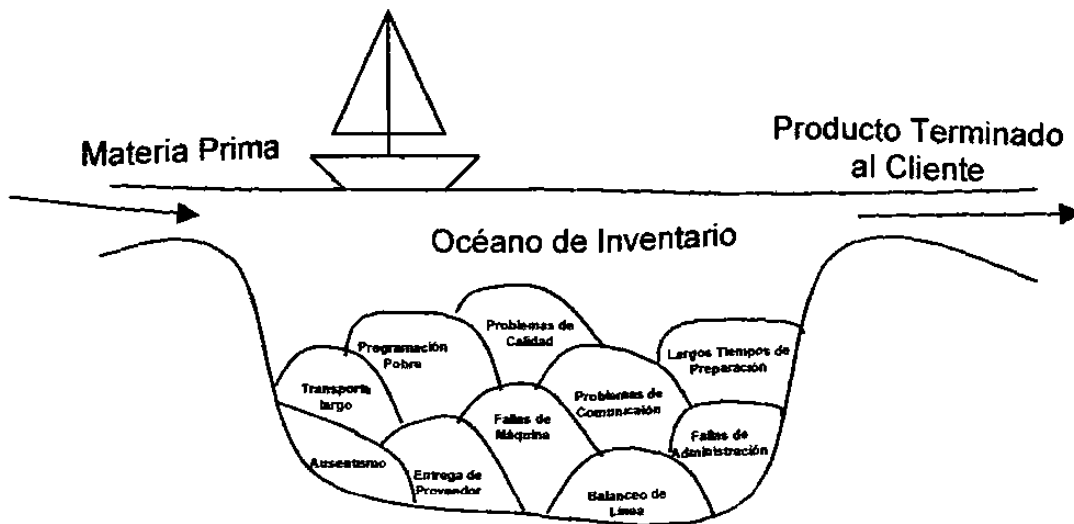 Materia Prima
Producto Terminado
al Cliente
Océano de Inventario
Problemas de
Calidad
Programación
Pobre
Largos Tiempos de
Preparación
Transporte
largo
Problemas de
Comunicaión
Fallas de
Máquina
Fallas de
Administración
Ausentismo
Entrega de
Proveedor
Balanceo de
Línea